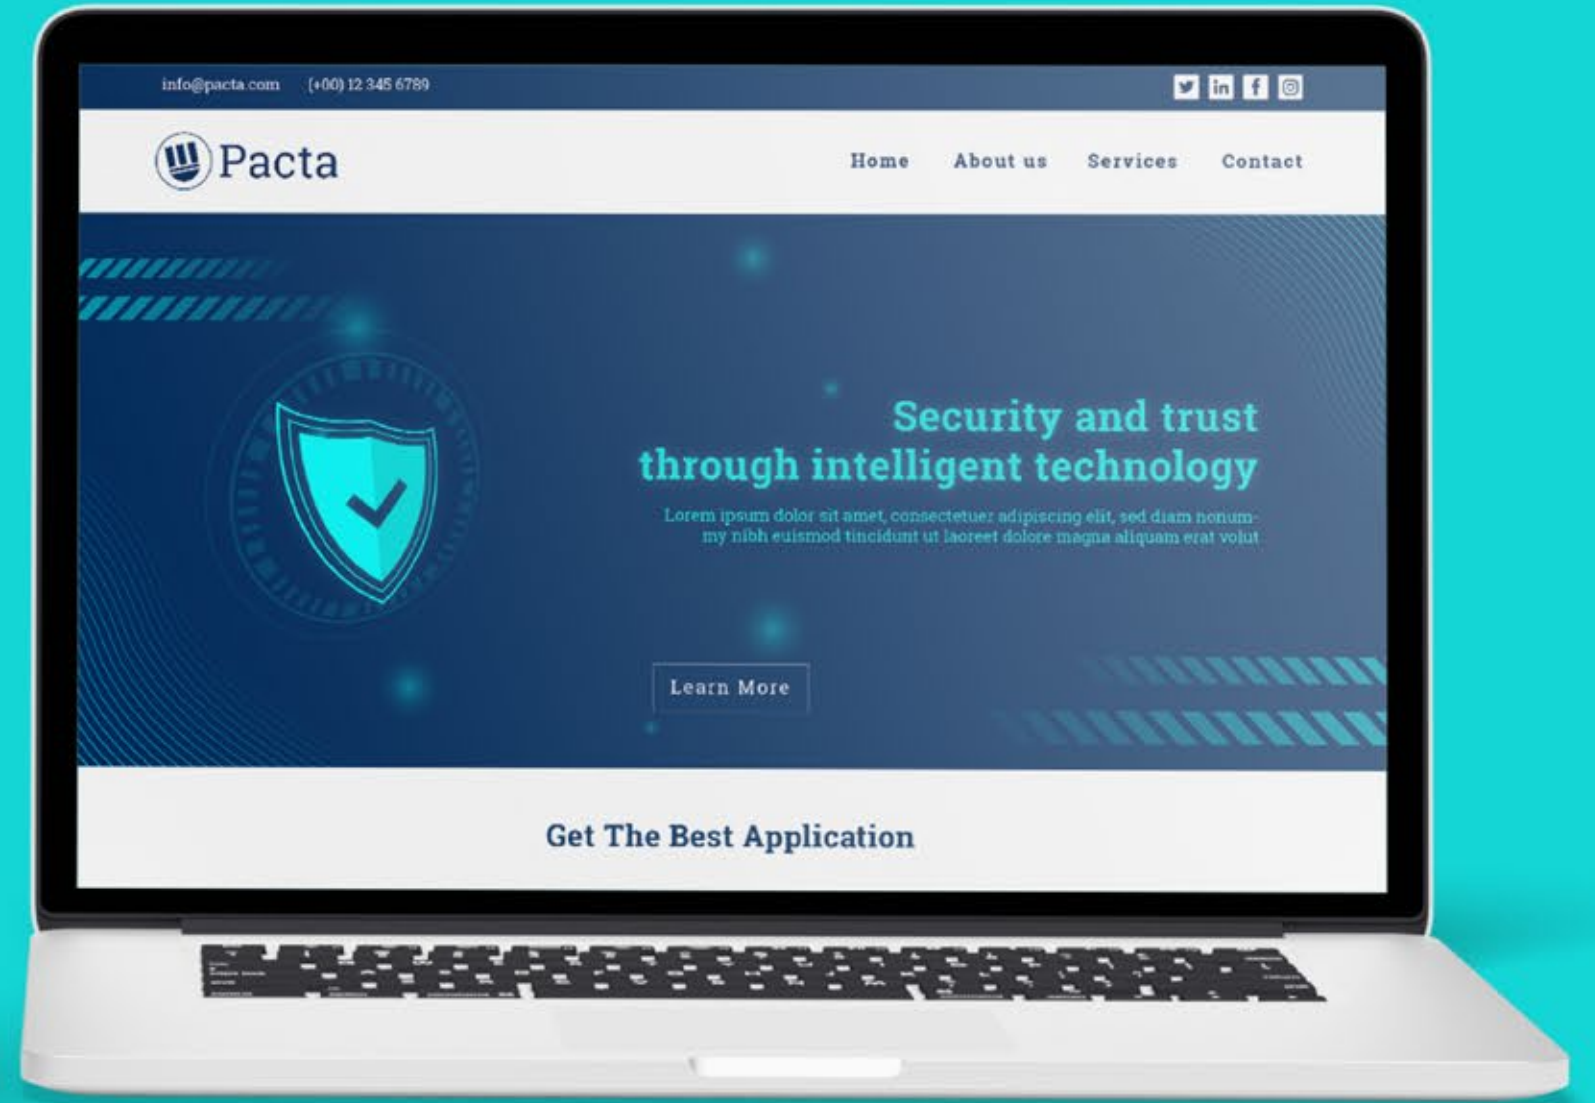 info@pacta.com (+00) 12 345 6789
Pacta
Home About us Services Contact
Security and trust
through intelligent technology
Lorem ipsum dolor sit amet, consectetuer adipiscing elit, sed diam nonum-
my nibh euismod tincidunt ut laoreet dolore magna aliquam erat volut
Learn More
Get The Best Application